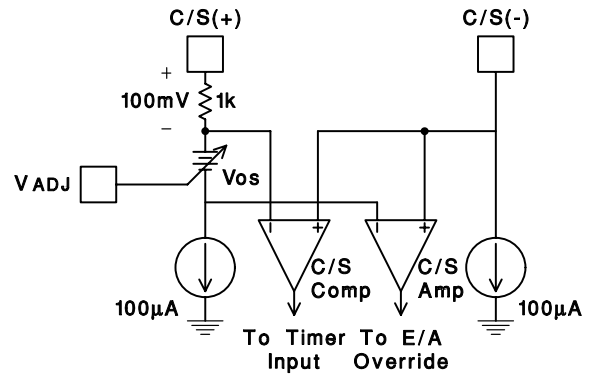 C/S(+)
C/S(-)
+
100mV
1k
−
VADJ
Vos
− +
− +
C/S
Comp
C/S
Amp
100µA
100µA
To Timer
Input
To E/A
Override